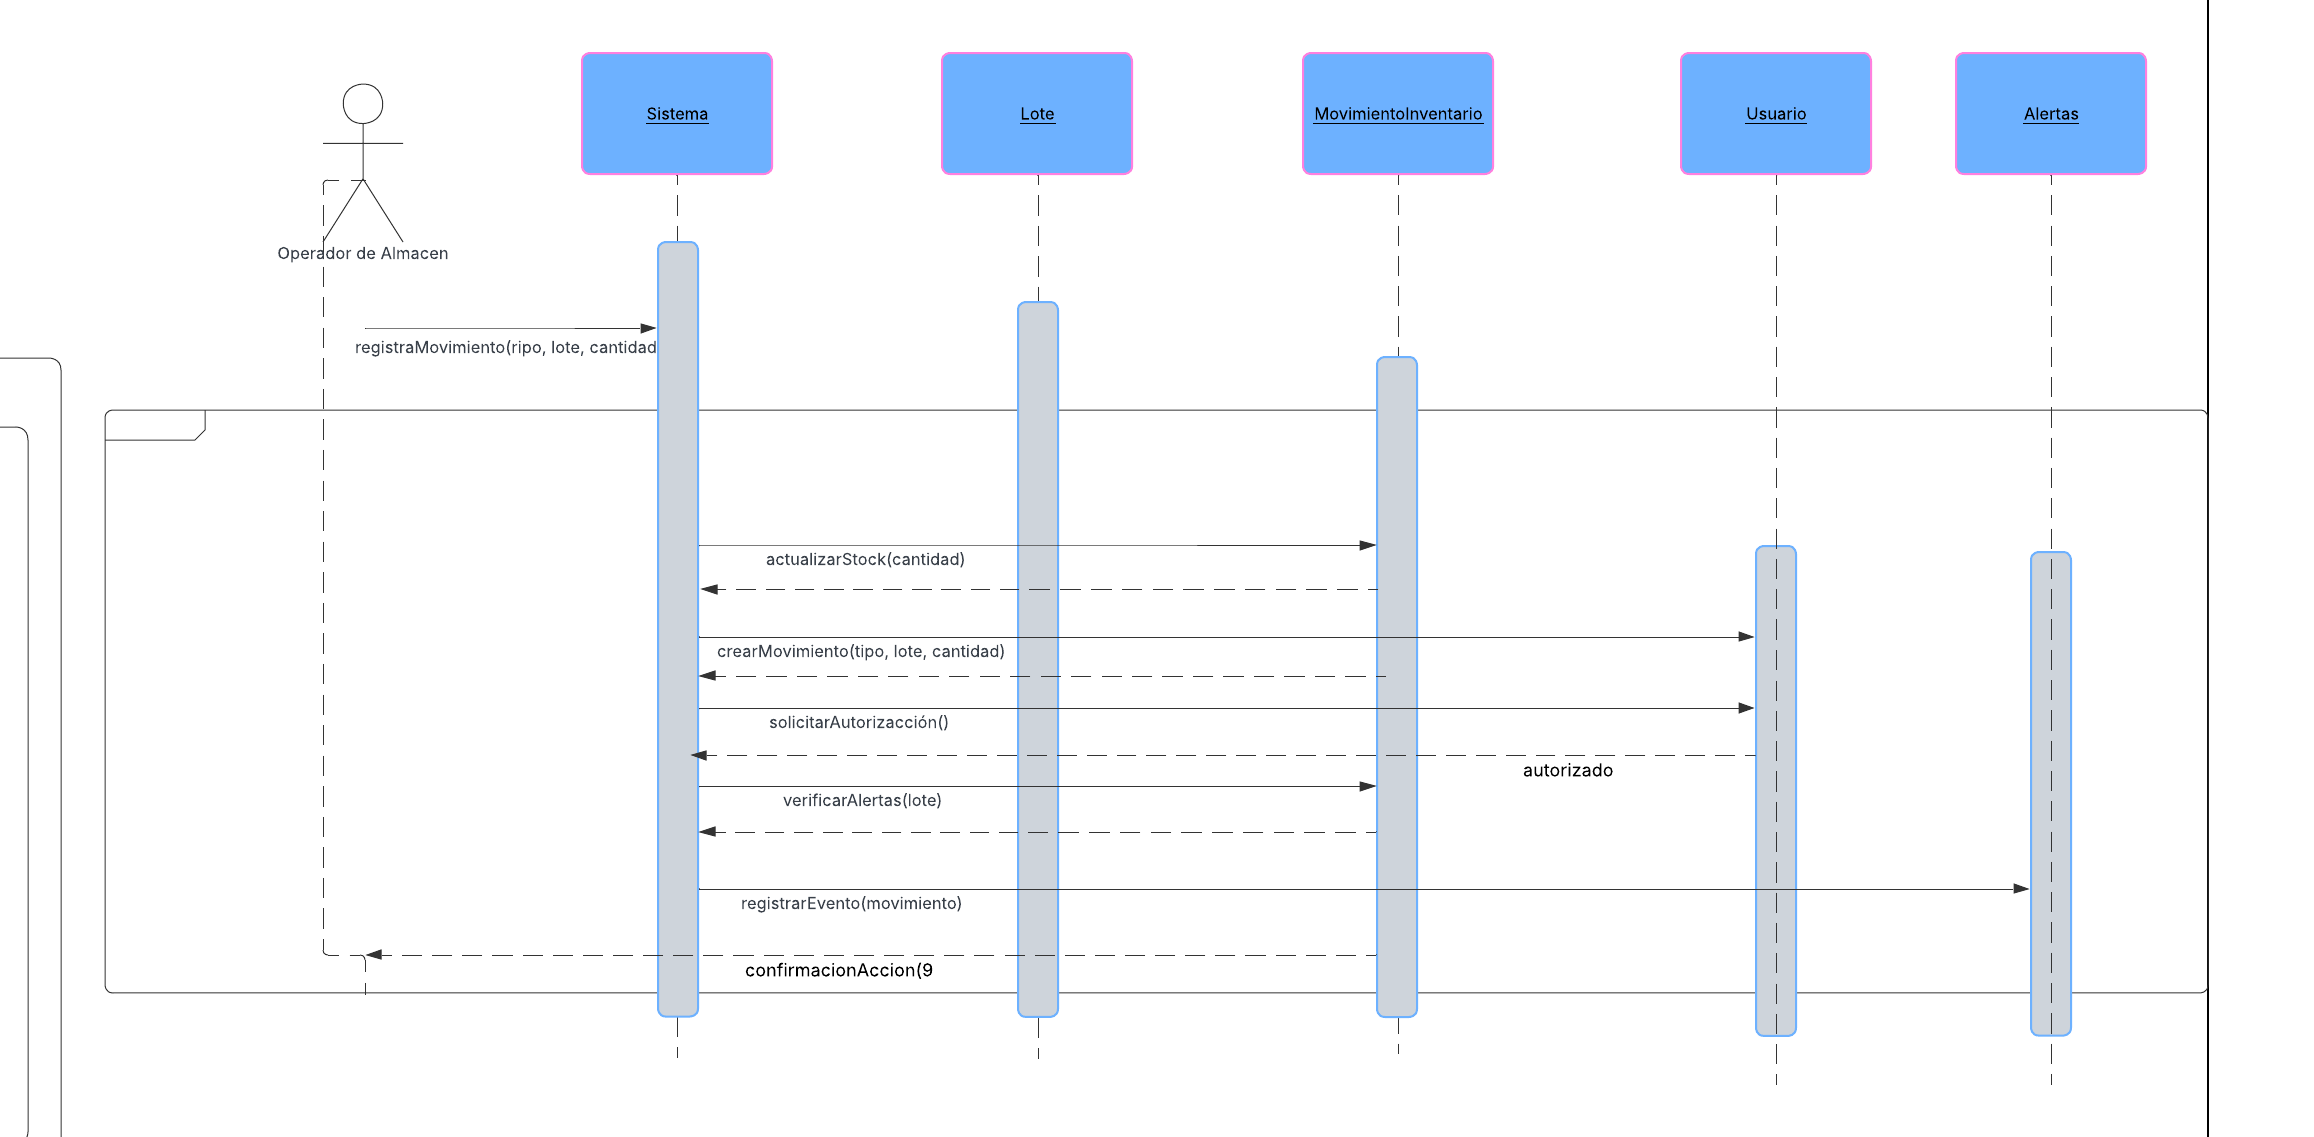 Sistema
Lote
MovimientoInventario
Usuario
Alertas
Operador de Almacen
registraMovimiento(ripo, lote, cantidad
actualizarStock(cantidad)
crearMovimiento(tipo, lote, cantidad)
solicitarAutorizacción()
autorizado
verificarAlertas(lote)
registrarEvento(movimiento)
confirmacionAccion(9